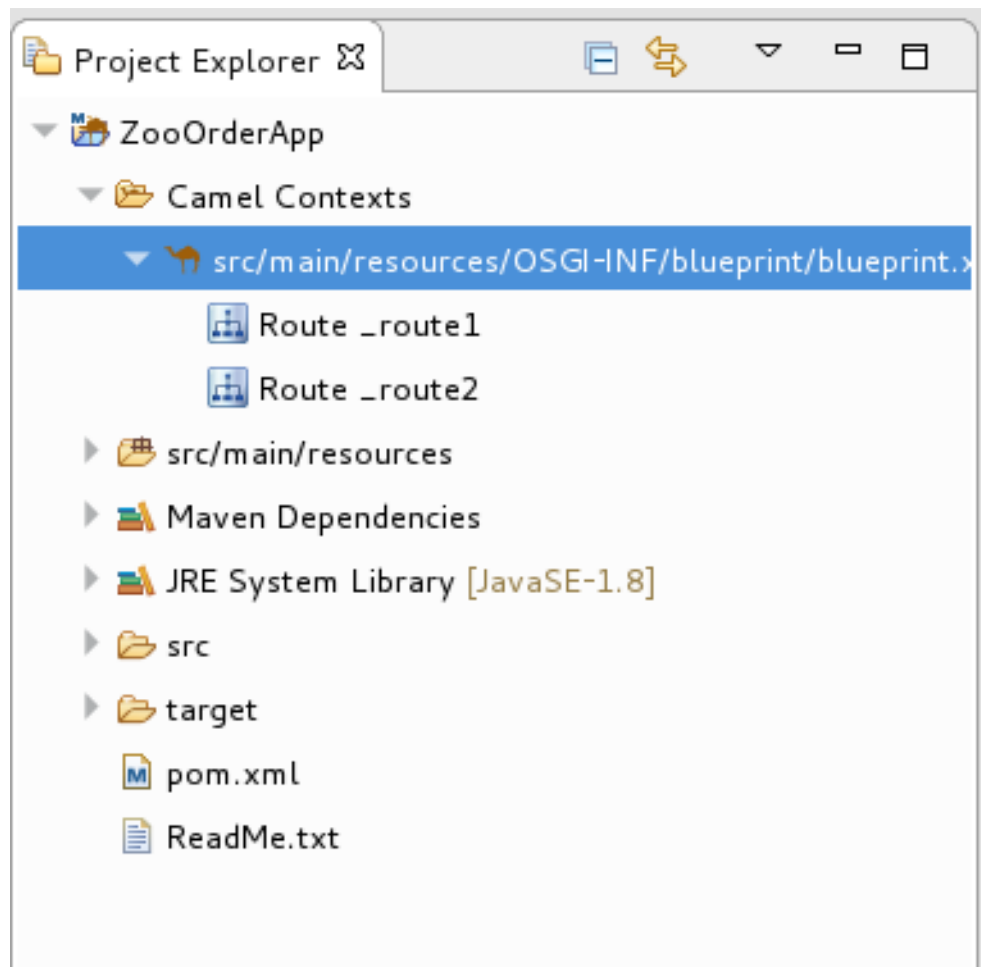 Project Explorer
ZooOrderApp
Camel Contexts
src/main/resources/OSGI-INF/blueprint/blueprint.x
Route _route1
Route _route2
src/main/resources
Maven Dependencies
JRE System Library [JavaSE-1.8]
src
target
pom.xml
ReadMe.txt